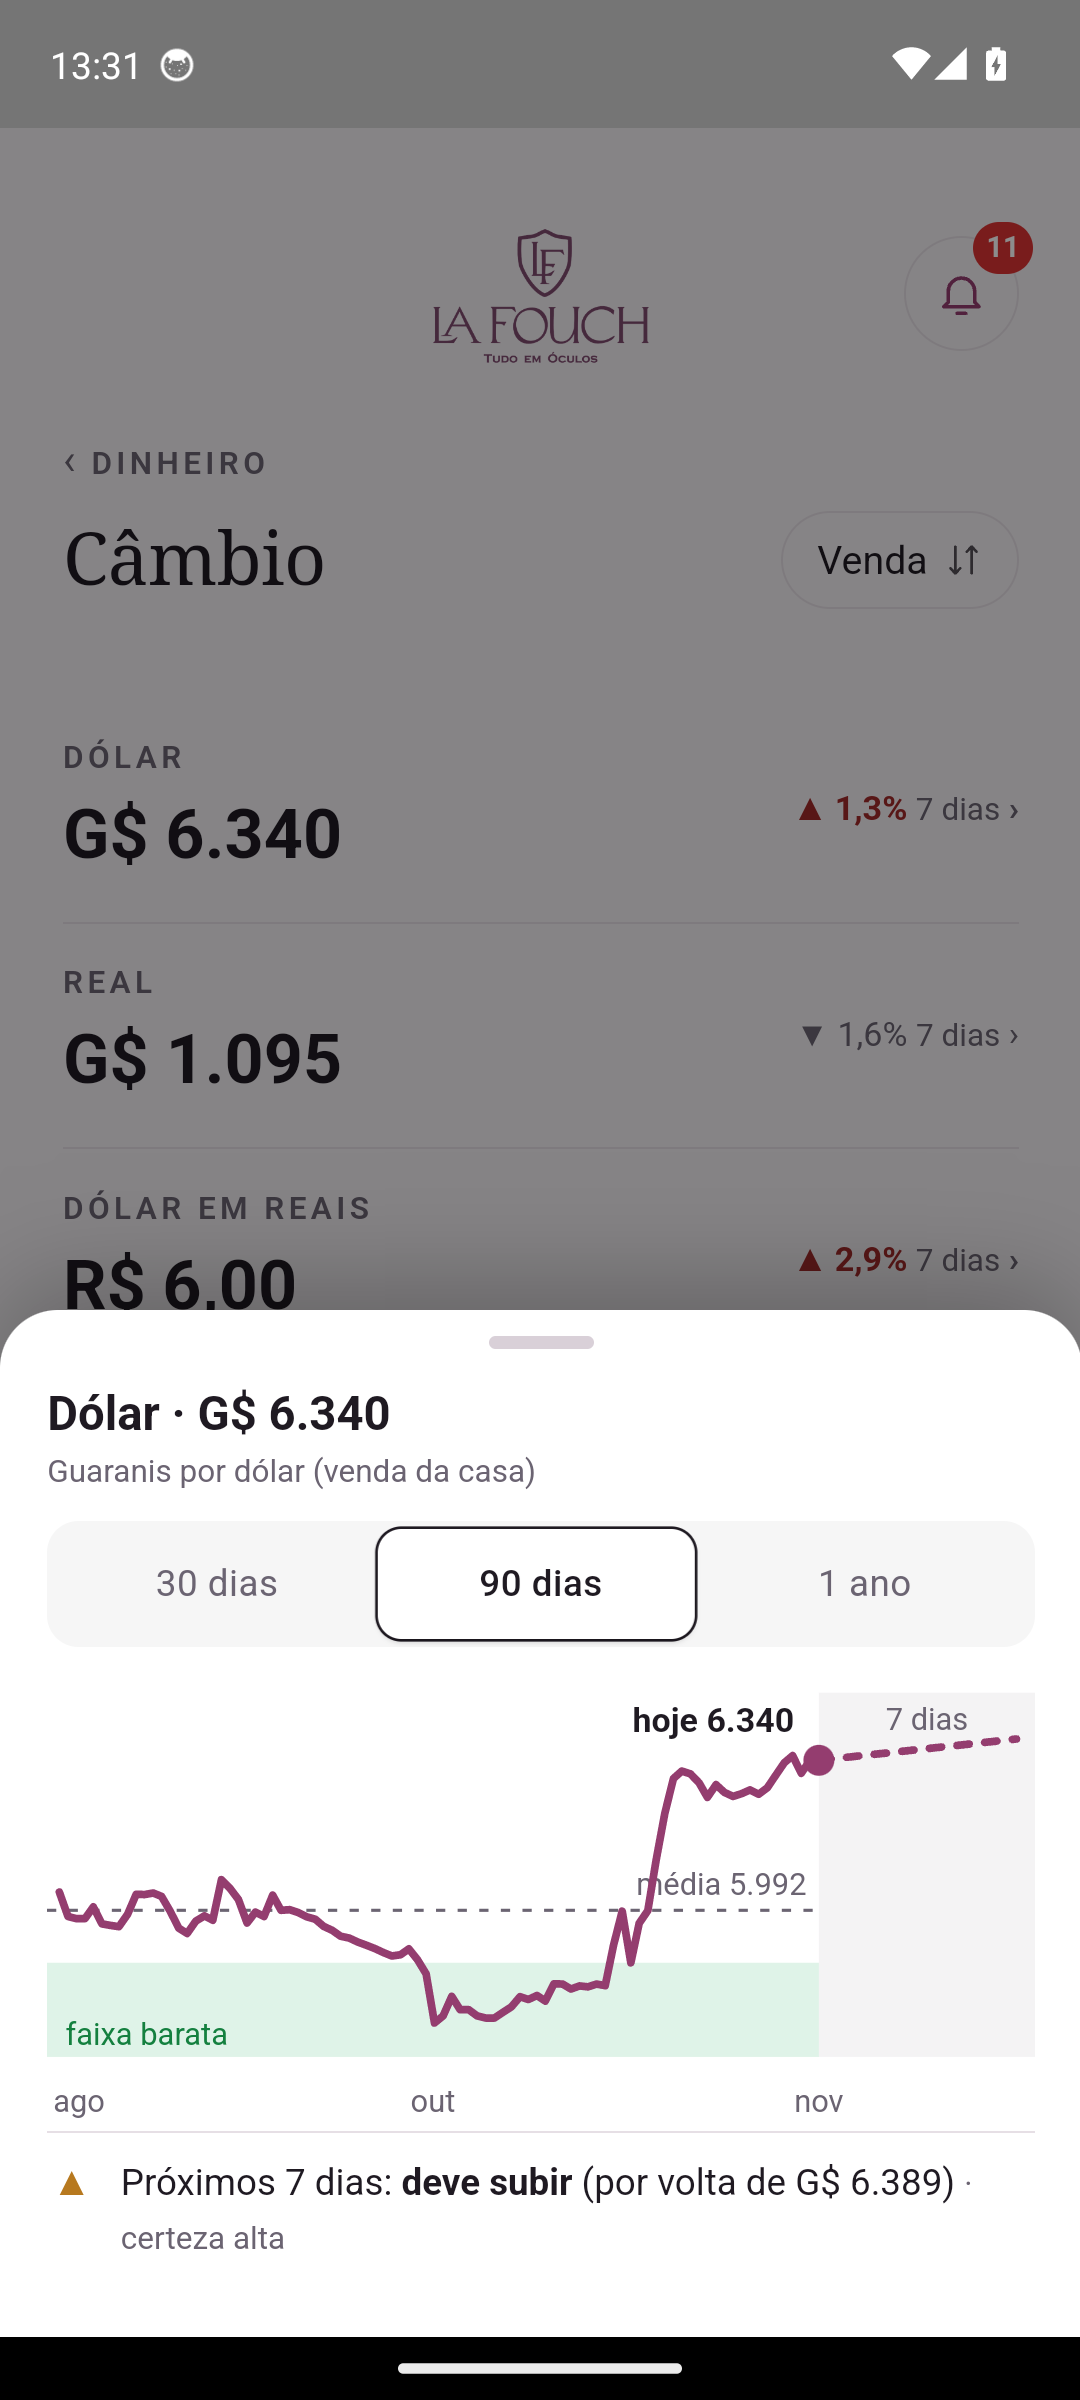 13:31
11
LF
LA FOUCH
TUDO EM ÓCULOS
‹ DINHEIRO
Câmbio
Venda ↓↑
DÓLAR
G$ 6.340
▲ 1,3% 7 dias ›
REAL
G$ 1.095
▼ 1,6% 7 dias ›
DÓLAR EM REAIS
R$ 6,00
▲ 2,9% 7 dias ›
Dólar · G$ 6.340
Guaranis por dólar (venda da casa)
30 dias
90 dias
1 ano
hoje 6.340
7 dias
média 5.992
faixa barata
ago
out
nov
▲ Próximos 7 dias: deve subir (por volta de G$ 6.389) ·
certeza alta